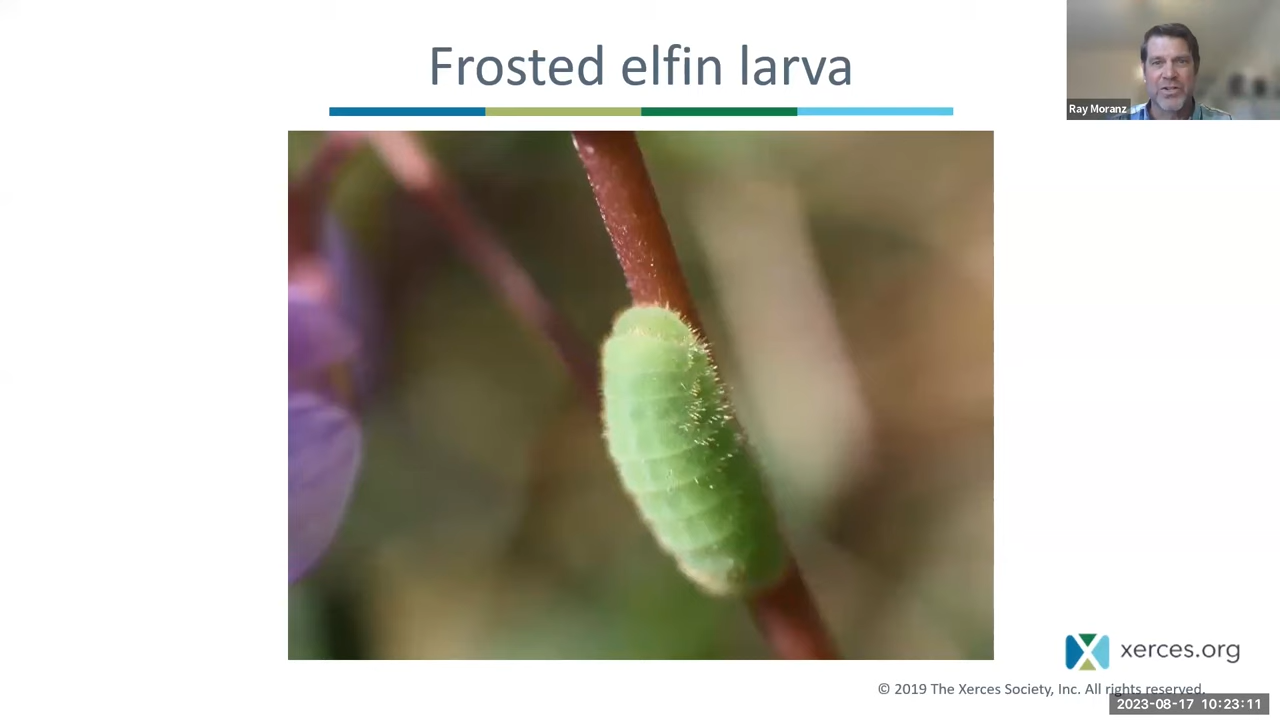 Frosted elfin larva
Ray Moranz
xerces.org
© 2019 The Xerces Society, Inc. All rights reserved.
2023-08-17 10:23:11